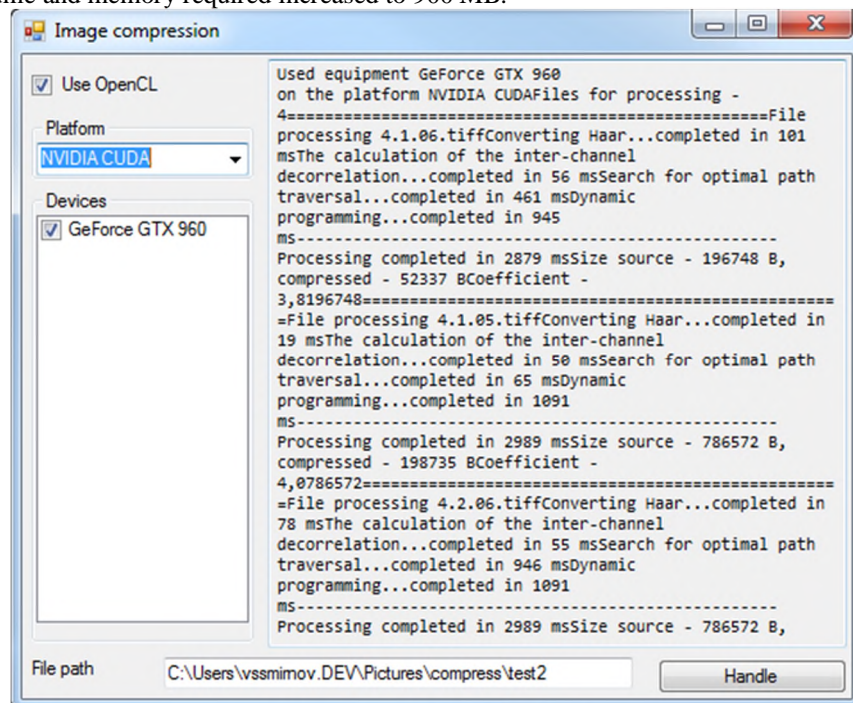 time and memory required increased to 900 MB.
Image compression
Use OpenCL
Platform
NVIDIA CUDA
Devices
GeForce GTX 960
Used equipment GeForce GTX 960
on the platform NVIDIA CUDAFiles for processing -
4==================================================File
processing 4.1.06.tiffConverting Haar...completed in 101
msThe calculation of the inter-channel
decorrelation...completed in 56 msSearch for optimal path
traversal...completed in 461 msDynamic
programming...completed in 945
ms--------------------------------------------------
Processing completed in 2879 msSize source - 196748 B,
compressed - 52337 BCoefficient -
3,8196748=================================================
=File processing 4.1.05.tiffConverting Haar...completed in
19 msThe calculation of the inter-channel
decorrelation...completed in 50 msSearch for optimal path
traversal...completed in 65 msDynamic
programming...completed in 1091
ms--------------------------------------------------
Processing completed in 2989 msSize source - 786572 B,
compressed - 198735 BCoefficient -
4,0786572=================================================
=File processing 4.2.06.tiffConverting Haar...completed in
78 msThe calculation of the inter-channel
decorrelation...completed in 55 msSearch for optimal path
traversal...completed in 946 msDynamic
programming...completed in 1091
ms--------------------------------------------------
Processing completed in 2989 msSize source - 786572 B,
File path
C:\Users\vssmirnov.DEV\Pictures\compress\test2
Handle